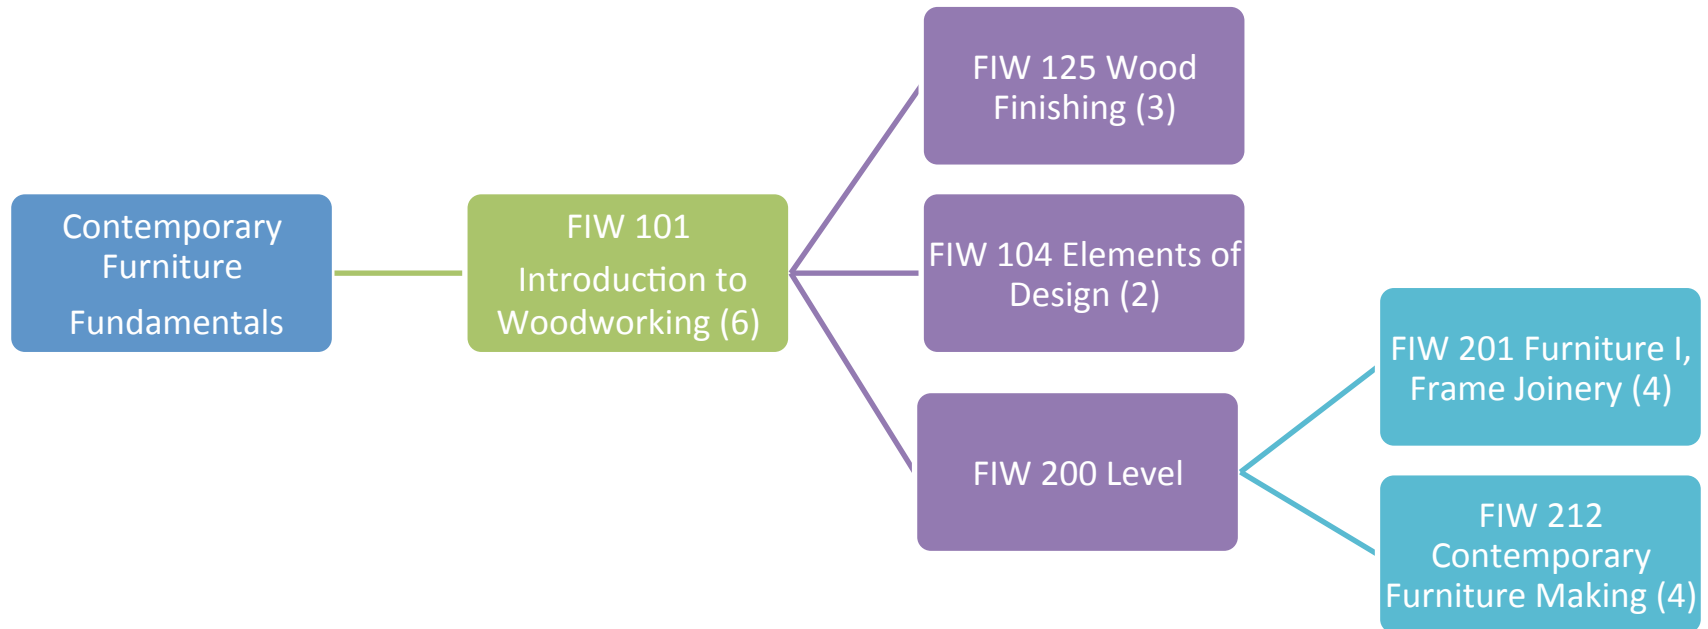 Contemporary
Furniture
Fundamentals
FIW 101
Introduction to
Woodworking (6)
FIW 125 Wood
Finishing (3)
FIW 104 Elements of
Design (2)
FIW 200 Level
FIW 201 Furniture I,
Frame Joinery (4)
FIW 212
Contemporary
Furniture Making (4)